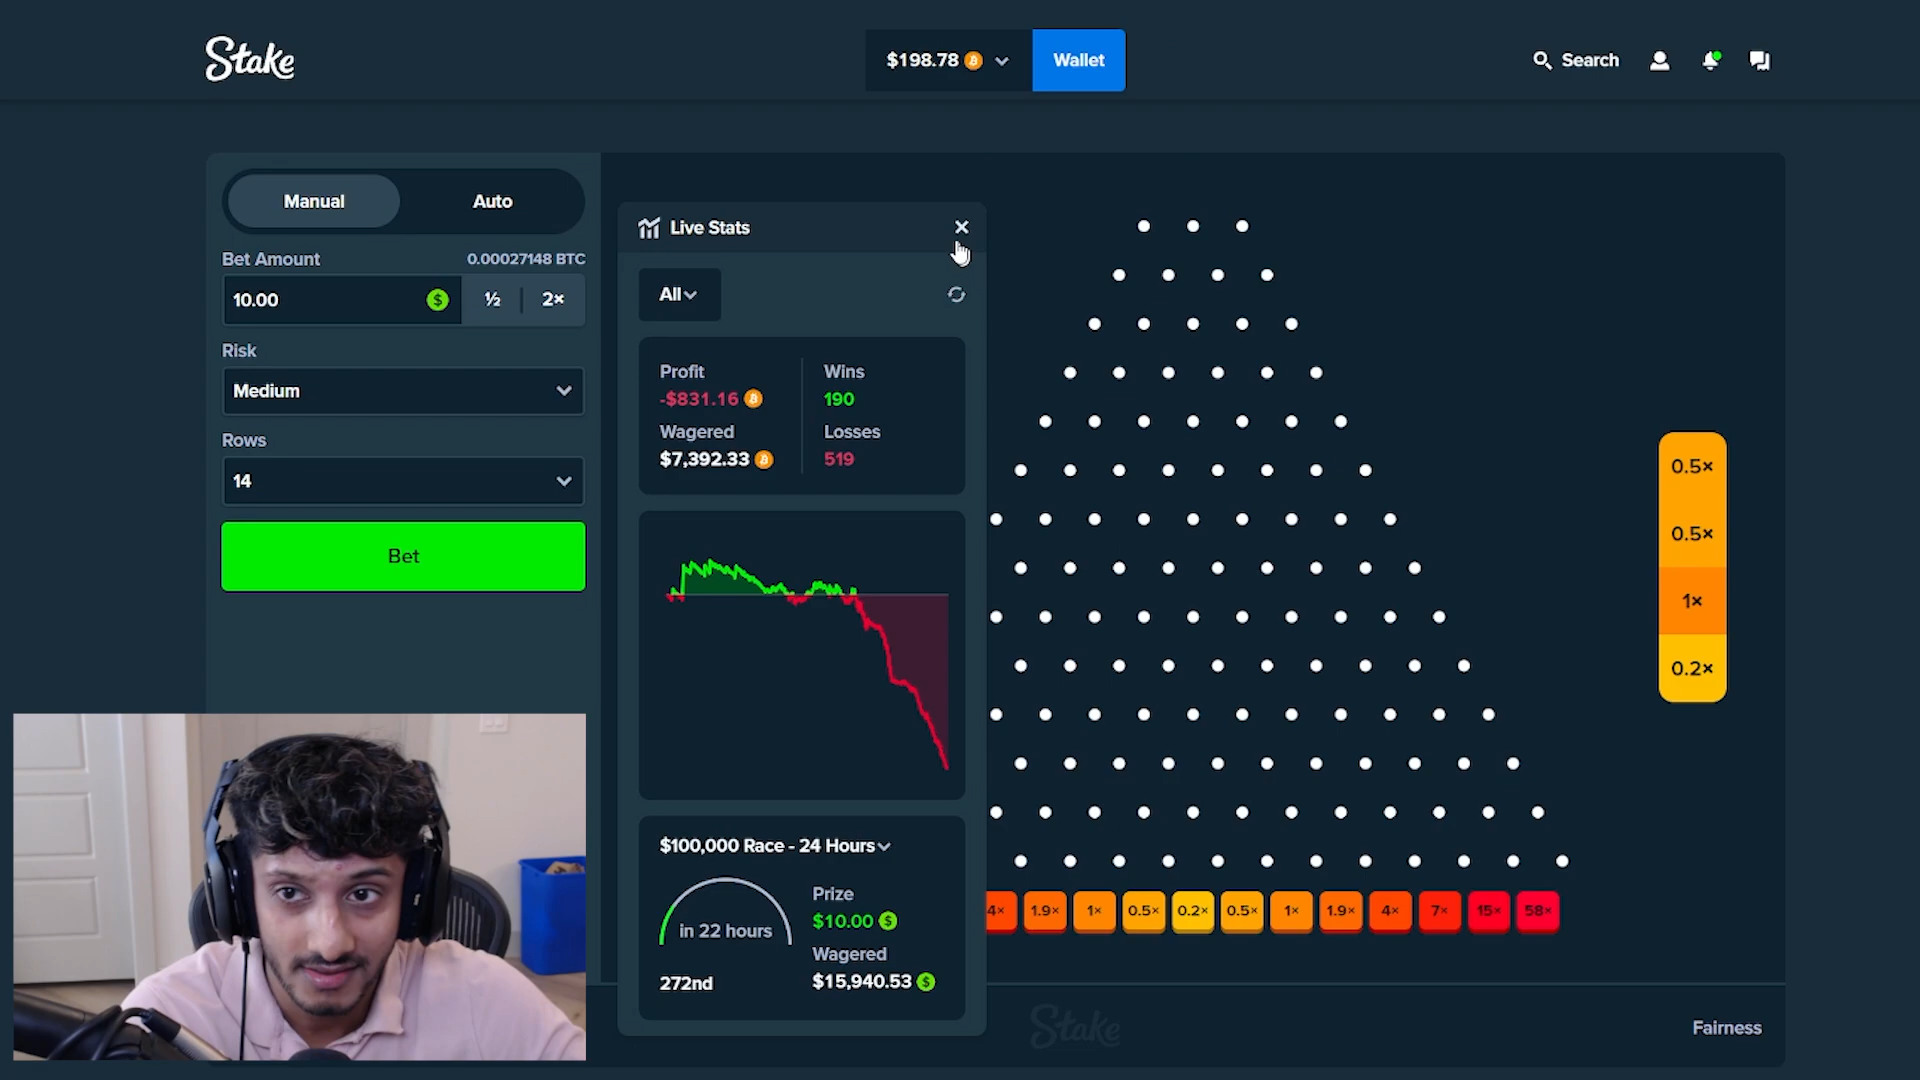 Stake
$198.78
Wallet
Search
Manual
Auto
Bet Amount
0.00027148 BTC
10.00
$
½
2×
Risk
Medium
Rows
14
Bet
Live Stats
All
Profit
-$831.16
Wins
190
Wagered
$7,392.33
Losses
519
$100,000 Race - 24 Hours
in 22 hours
272nd
Prize
$10.00 $
Wagered
$15,940.53 $
0.5×
0.5×
1×
0.2×
4× 1.9× 1× 0.5× 0.2× 0.5× 1× 1.9× 4× 7× 15× 58×
Stake
Fairness